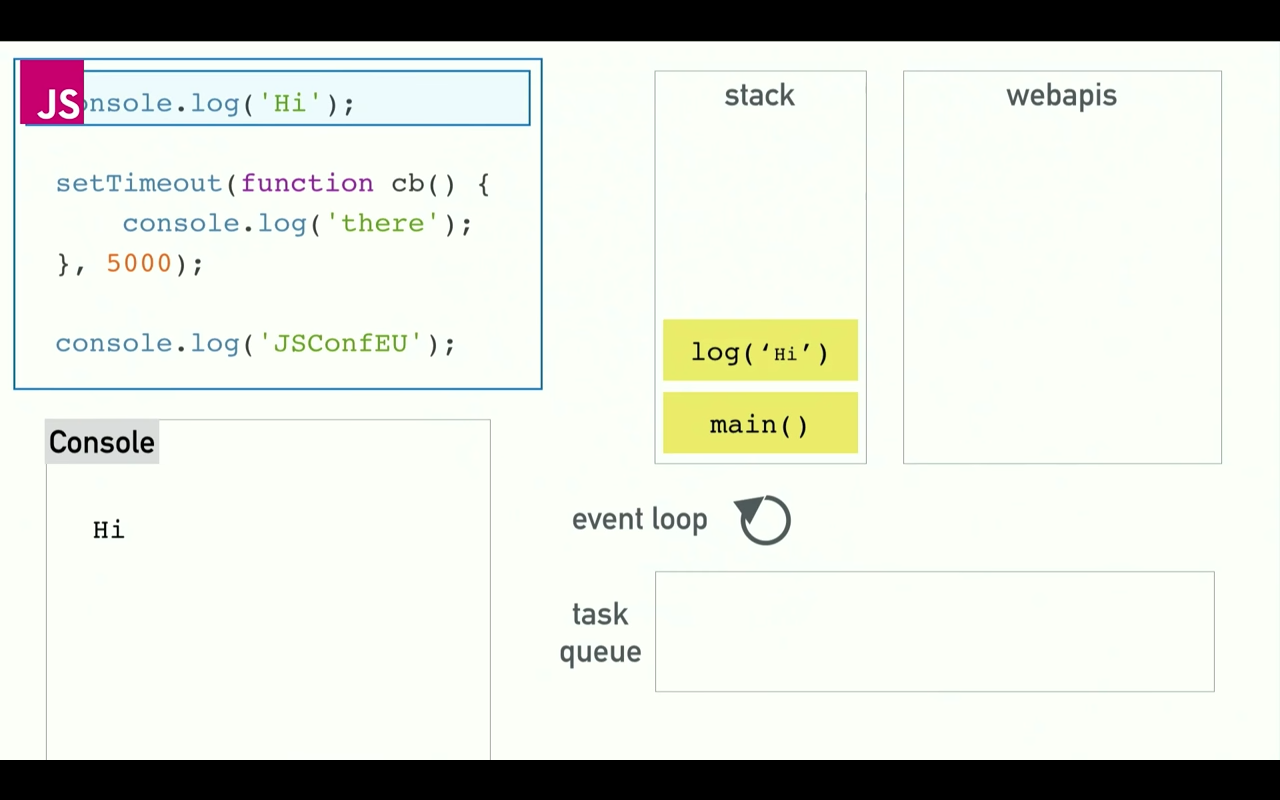 JS
onsole.log('Hi');
setTimeout(function cb() {
    console.log('there');
}, 5000);
console.log('JSConfEU');
Console
Hi
stack
log(‘Hi’)
main()
webapis
event loop
task
queue